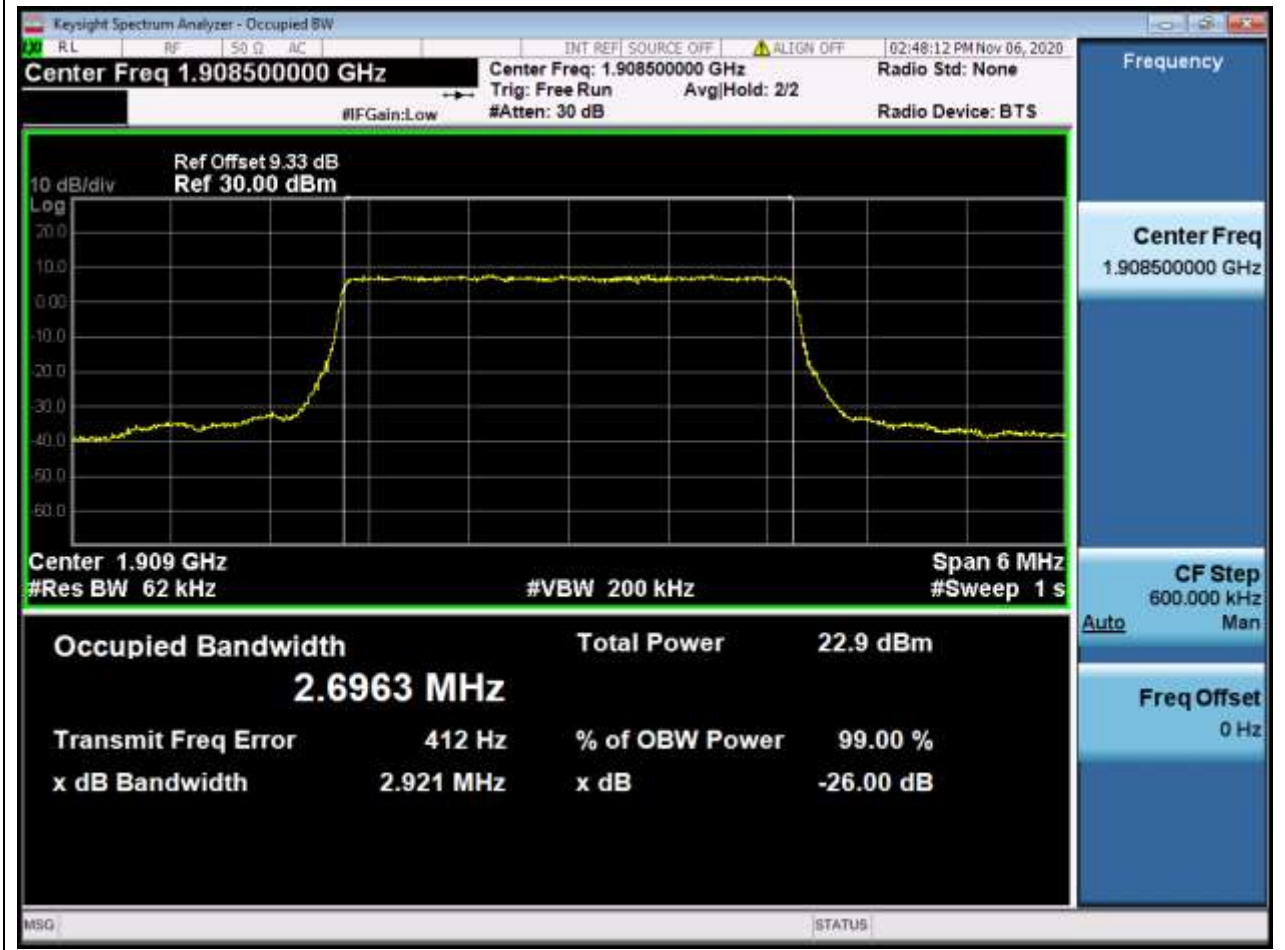 Keysight Spectrum Analyzer - Occupied BW
LXI RL RF 50 Ω AC INT REF SOURCE OFF ALIGN OFF 02:48:12 PM Nov 06, 2020
Center Freq 1.908500000 GHz
Center Freq: 1.908500000 GHz
Radio Std: None
Trig: Free Run Avg|Hold: 2/2
#IFGain:Low
#Atten: 30 dB
Radio Device: BTS
Ref Offset 9.33 dB
10 dB/div Ref 30.00 dBm
Log
20.0
10.0
0.00
-10.0
-20.0
-30.0
-40.0
-50.0
-60.0
Center 1.909 GHz Span 6 MHz
#Res BW 62 kHz #VBW 200 kHz #Sweep 1 s
Occupied Bandwidth Total Power 22.9 dBm
2.6963 MHz
Transmit Freq Error 412 Hz % of OBW Power 99.00 %
x dB Bandwidth 2.921 MHz x dB -26.00 dB
MSG STATUS
Frequency
Center Freq
1.908500000 GHz
CF Step
600.000 kHz
Auto Man
Freq Offset
0 Hz